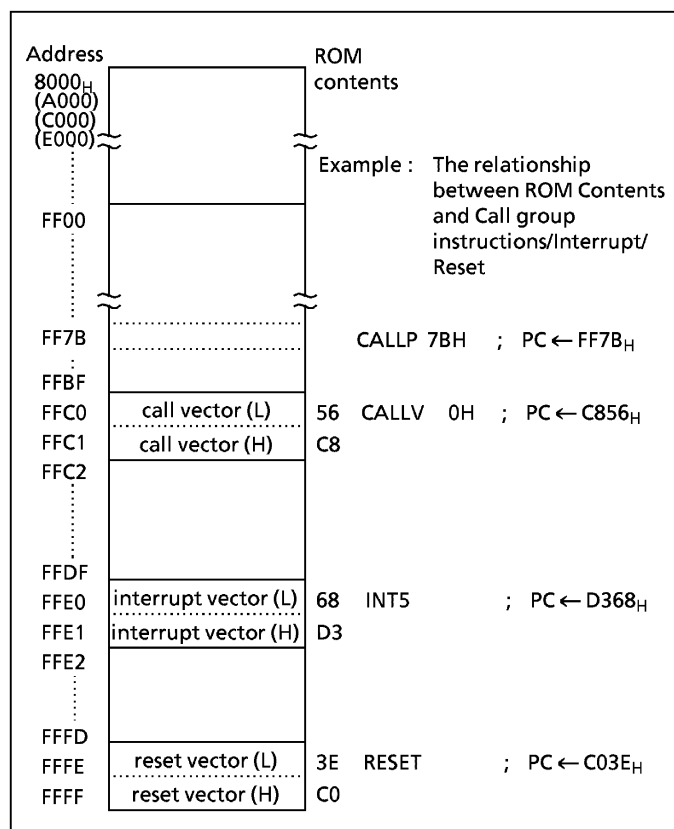 Address ROM
8000H contents
(A000)
(C000)
(E000)
Example : The relationship
between ROM Contents
and Call group
instructions/Interrupt/
Reset
FF00
FF7B CALLP 7BH ; PC ← FF7BH
FFBF
FFC0 call vector (L) 56 CALLV 0H ; PC ← C856H
FFC1 call vector (H) C8
FFC2
FFDF
FFE0 interrupt vector (L) 68 INT5 ; PC ← D368H
FFE1 interrupt vector (H) D3
FFE2
FFFD
FFFE reset vector (L) 3E RESET ; PC ← C03EH
FFFF reset vector (H) C0